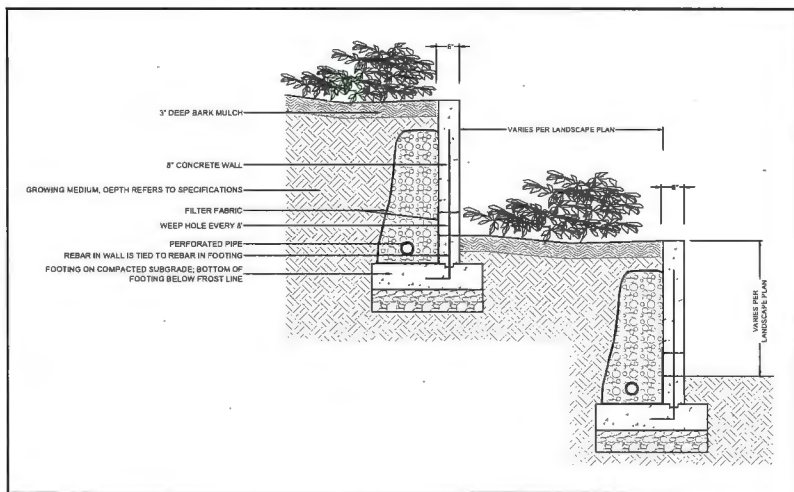 6"
3" DEEP BARK MULCH
VARIES PER LANDSCAPE PLAN
8" CONCRETE WALL
GROWING MEDIUM, DEPTH REFERS TO SPECIFICATIONS
6"
FILTER FABRIC
WEEP HOLE EVERY 8'
PERFORATED PIPE
REBAR IN WALL IS TIED TO REBAR IN FOOTING
FOOTING ON COMPACTED SUBGRADE; BOTTOM OF
FOOTING BELOW FROST LINE
VARIES PER
LANDSCAPE PLAN